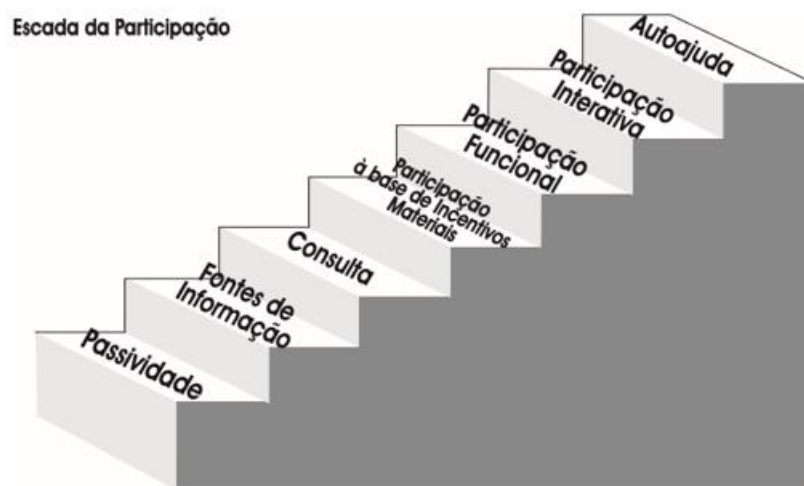 Escada da Participação
Autoajuda
Participação
Interativa
Participação
Funcional
Participação
à base de Incentivos
Materiais
Consulta
Fontes de
Informação
Passividade